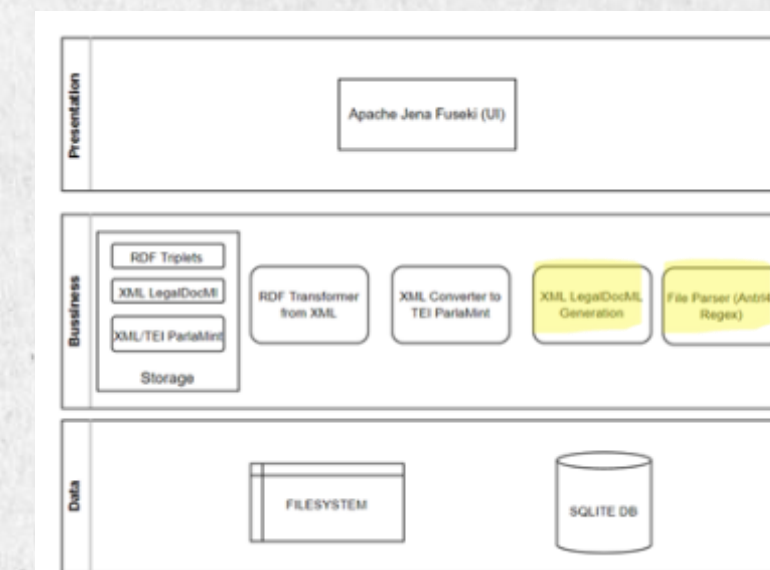 Presentation
Apache Jena Fuseki (UI)
Bussiness
RDF Triplets
XML LegalDocMl
XML/TEI ParlaMint
Storage
RDF Transformer
from XML
XML Converter to
TEI ParlaMint
XML LegalDocML
Generation
File Parser (Antrl4
Regex)
Data
FILESYSTEM
SQLITE DB